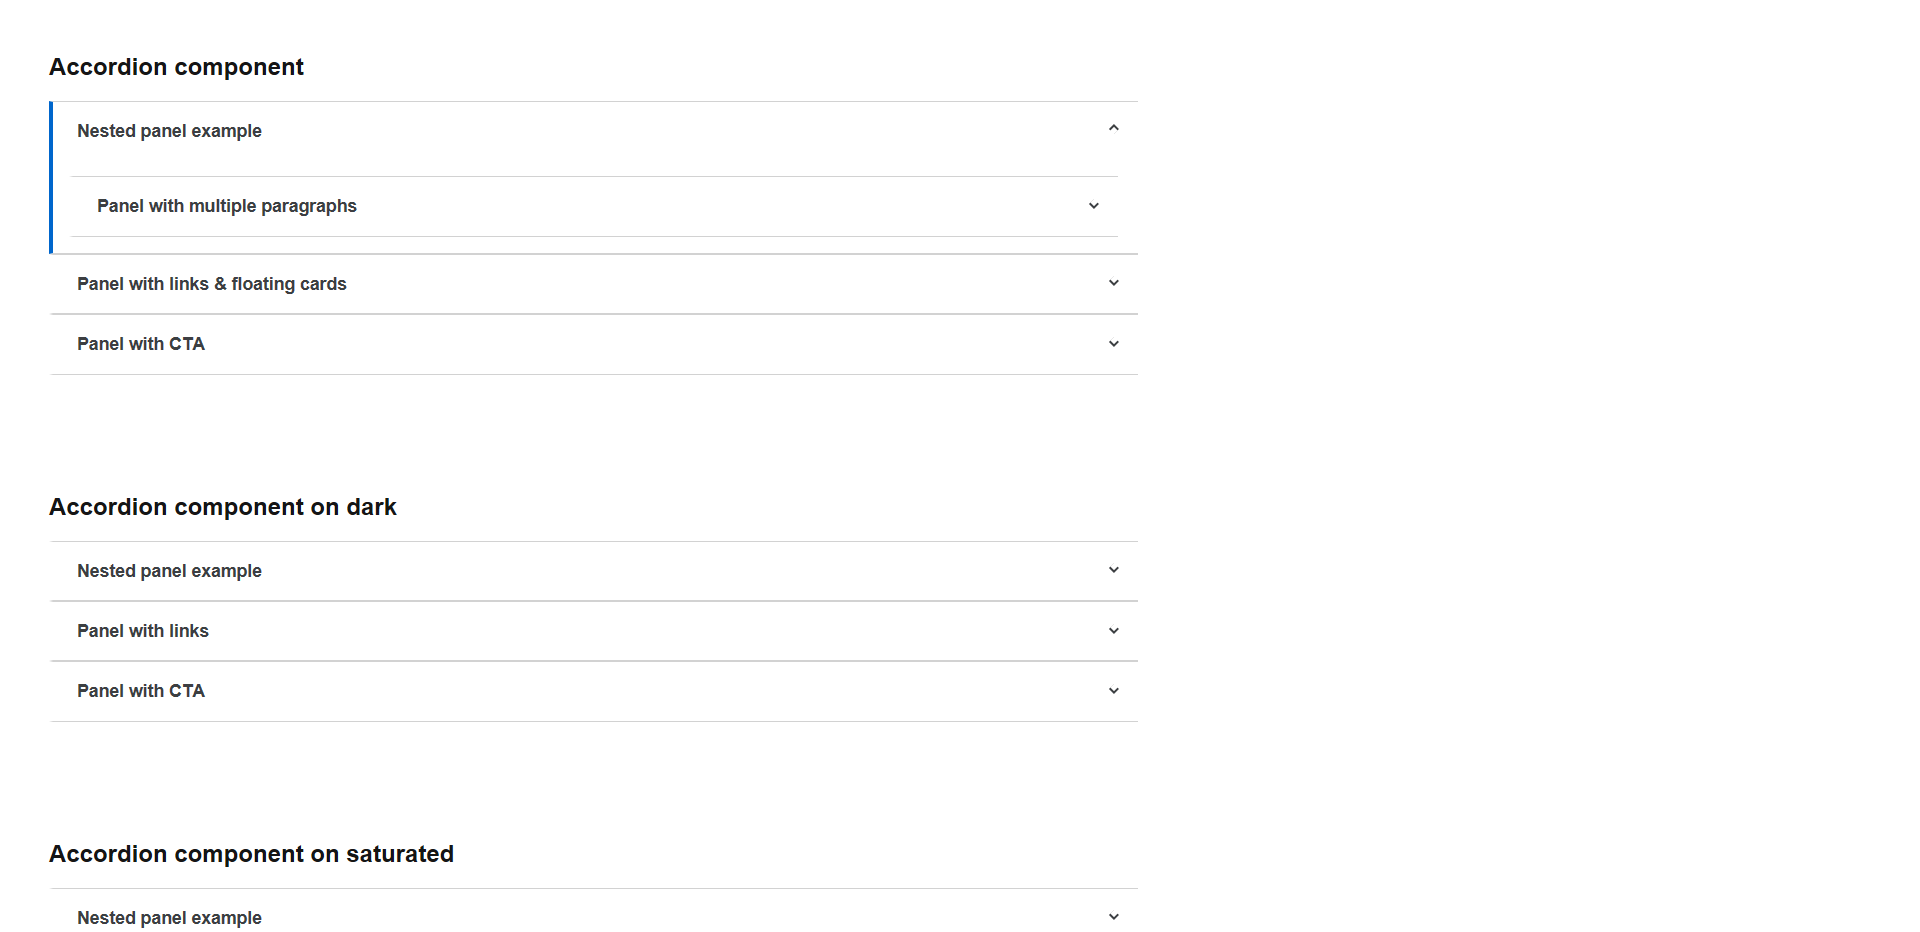 Accordion component
Nested panel example
Panel with multiple paragraphs
Panel with links & floating cards
Panel with CTA
Accordion component on dark
Nested panel example
Panel with links
Panel with CTA
Accordion component on saturated
Nested panel example